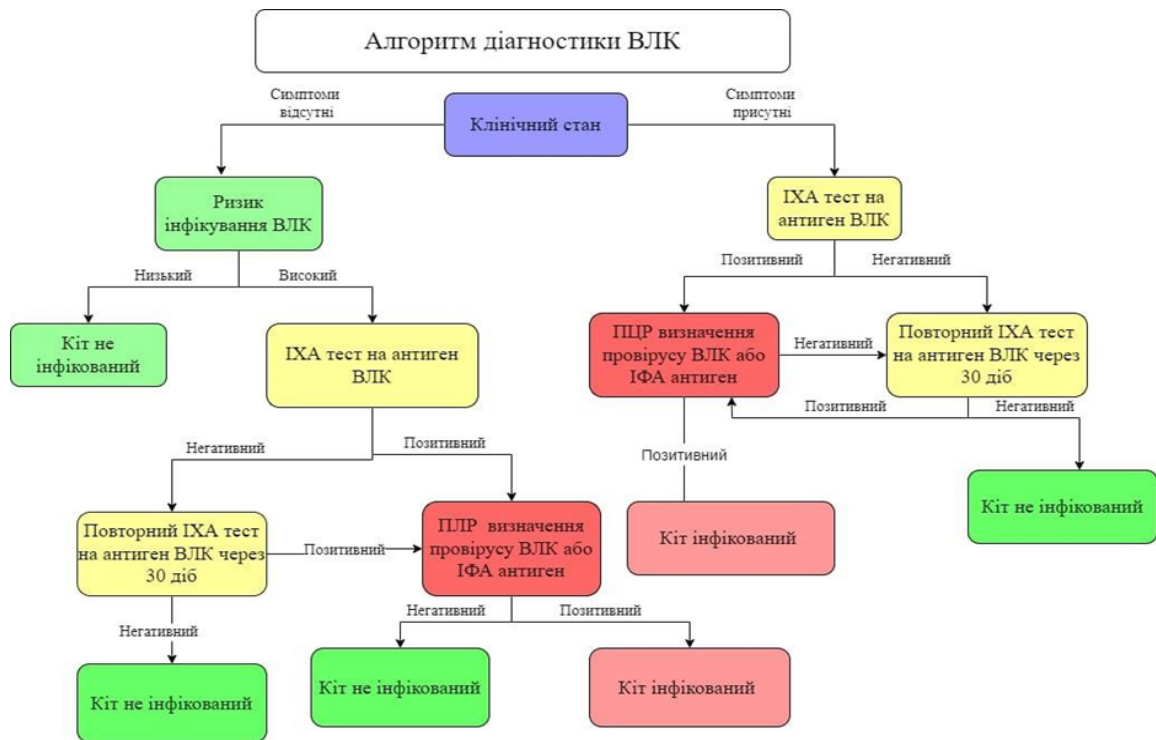 Алгоритм діагностики ВЛК
Симптоми
відсутні
Клінічний стан
Симптоми
присутні
Ризик
інфікування ВЛК
ІХА тест на
антиген ВЛК
Низький
Високий
Позитивний
Негативний
Кіт не
інфікований
ІХА тест на антиген
ВЛК
ПЦР визначення
провірусу ВЛК або
ІФА антиген
Негативний
Повторний ІХА тест
на антиген ВЛК через
30 діб
Позитивний
Негативний
Негативний
Позитивний
Позитивний
Кіт інфікований
Кіт не інфікований
Повторний ІХА тест
на антиген ВЛК через
30 діб
Позитивний
ПЛР визначення
провірусу ВЛК або
ІФА антиген
Негативний
Негативний
Позитивний
Кіт не інфікований
Кіт не інфікований
Кіт інфікований